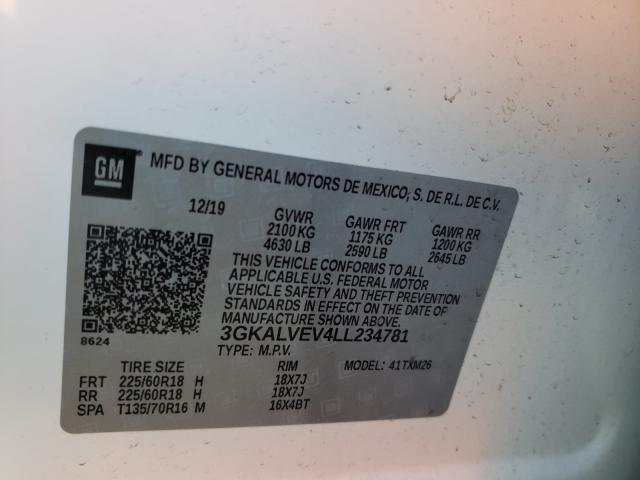 GM
MFD BY GENERAL MOTORS DE MEXICO, S. DE R.L. DE C.V.
12/19 GVWR GAWR FRT GAWR RR
2100 KG 1175 KG 1200 KG
4630 LB 2590 LB 2645 LB
THIS VEHICLE CONFORMS TO ALL
APPLICABLE U.S. FEDERAL MOTOR
VEHICLE SAFETY AND THEFT PREVENTION
STANDARDS IN EFFECT ON THE DATE OF
MANUFACTURE SHOWN ABOVE.
8624 3GKALVEV4LL234781
TYPE: M.P.V. MODEL: 41TXM26
TIRE SIZE RIM
FRT 225/60R18 H 18X7J
RR 225/60R18 H 18X7J
SPA T135/70R16 M 16X4BT